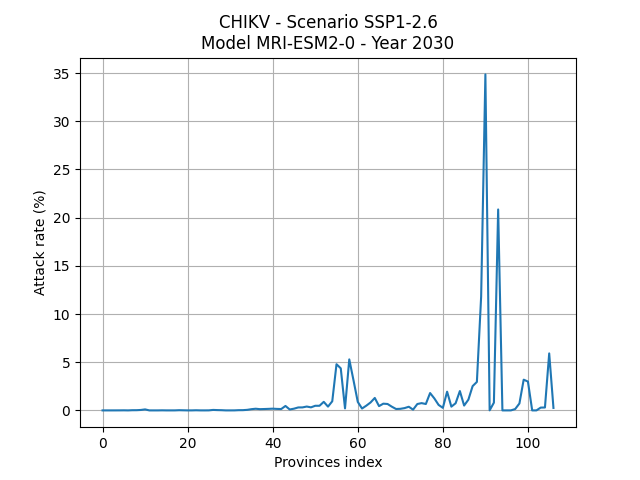 CHIKV - Scenario SSP1-2.6
Model MRI-ESM2-0 - Year 2030
35
30
25
20
15
10
5
0
Attack rate (%)
0 20 40 60 80 100
Provinces index